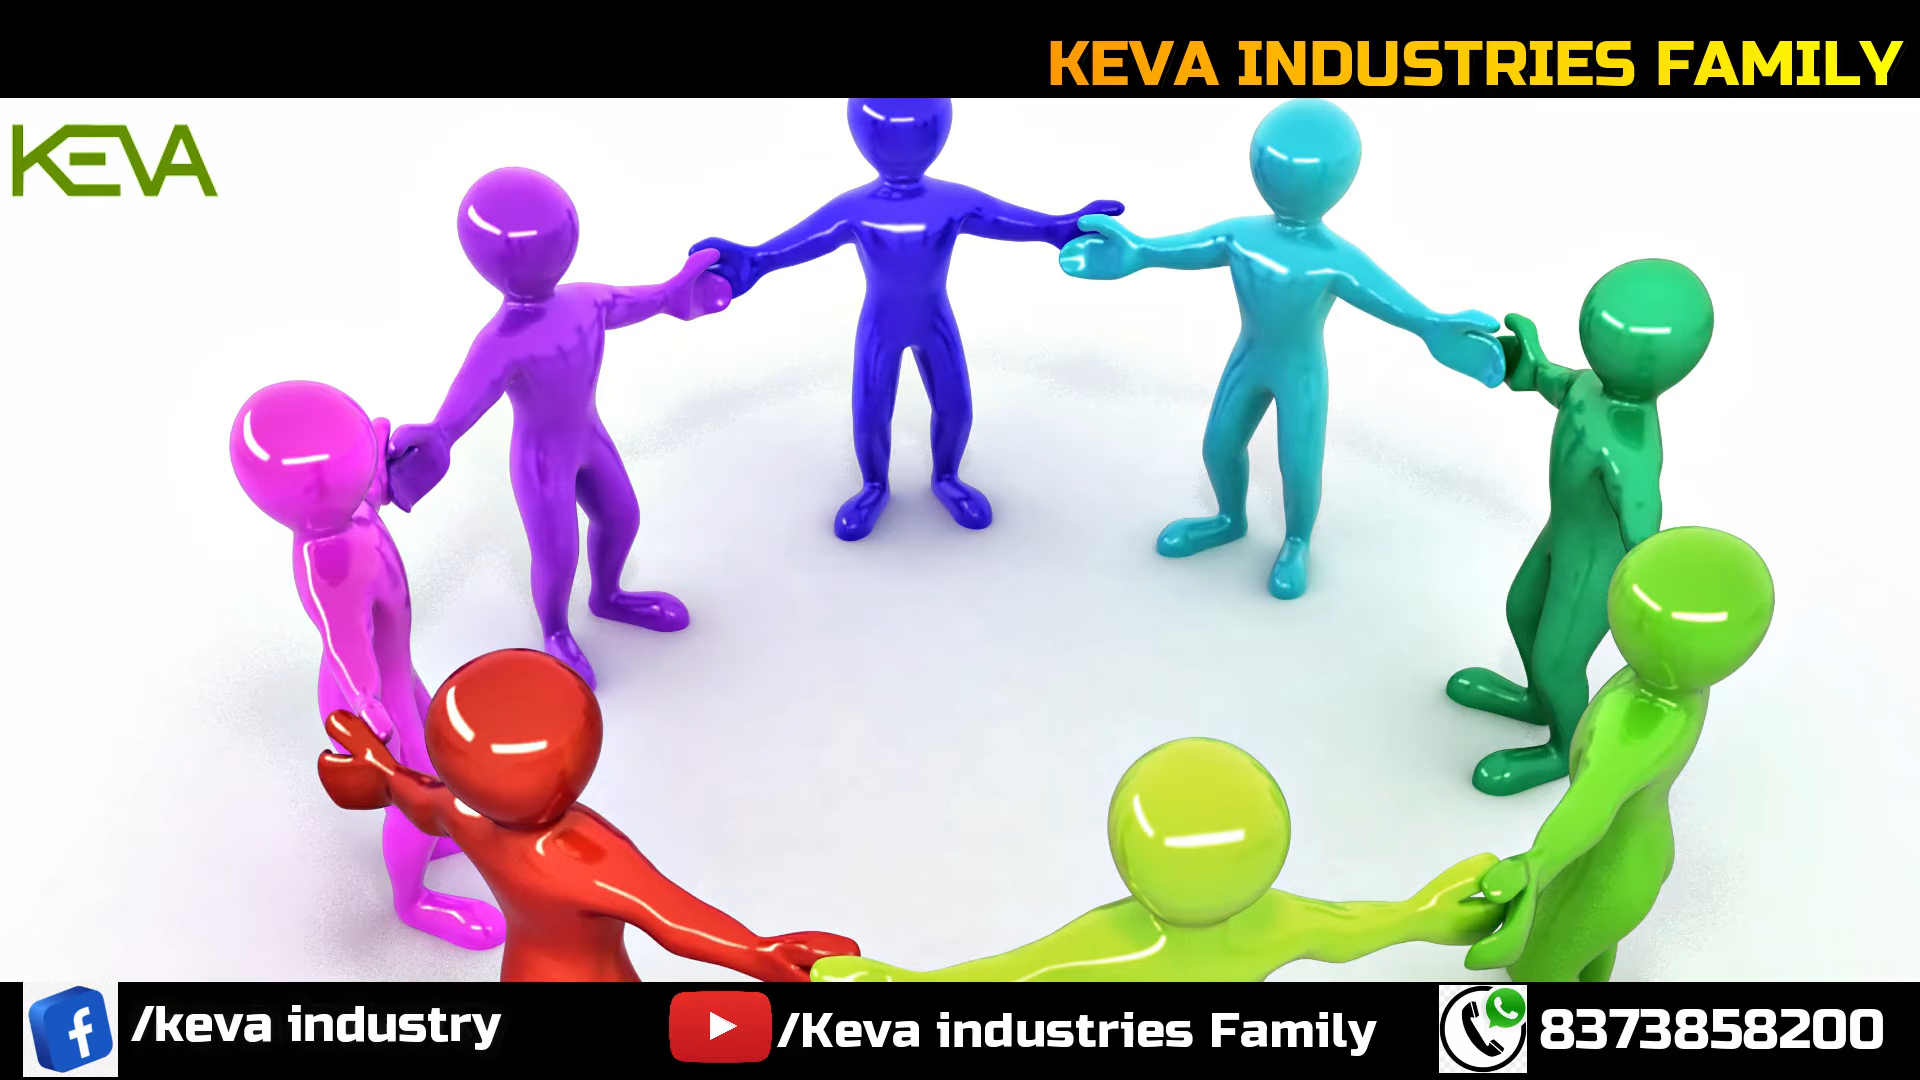 KEVA INDUSTRIES FAMILY
KEVA
/keva industry
/Keva industries Family
8373858200